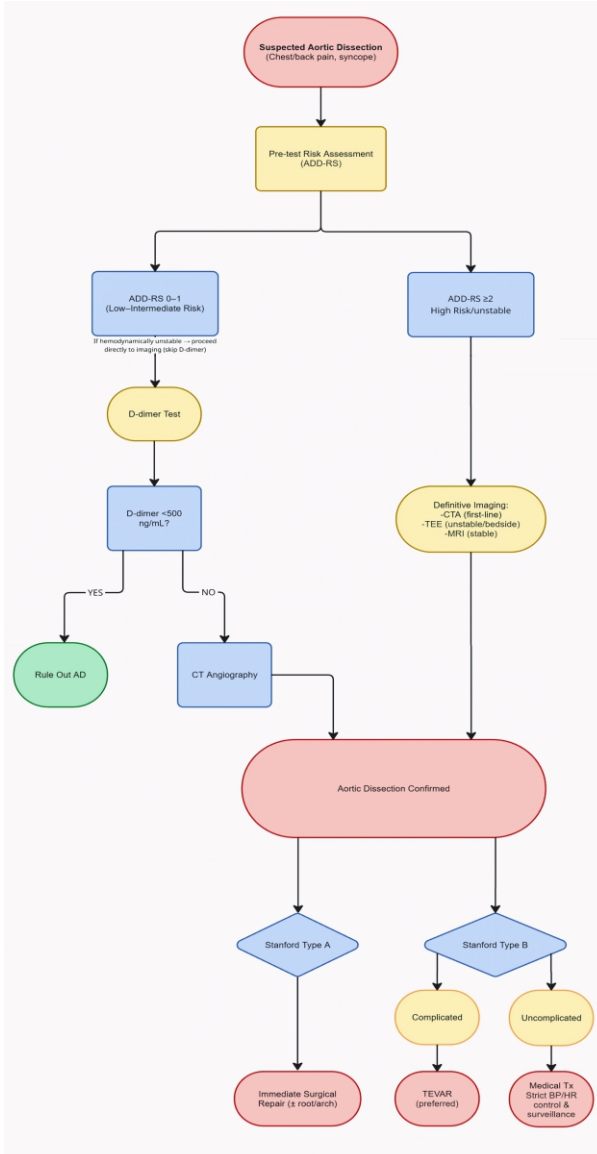 Suspected Aortic Dissection
(Chest/back pain, syncope)
Pre-test Risk Assessment
(ADD-RS)
ADD-RS 0–1
(Low–Intermediate Risk)
If hemodynamically unstable → proceed
directly to imaging (skip D-dimer)
ADD-RS ≥2
High Risk/unstable
D-dimer Test
D-dimer <500
ng/mL?
Definitive Imaging:
-CTA (first-line)
-TEE (unstable/bedside)
-MRI (stable)
YES
NO
Rule Out AD
CT Angiography
Aortic Dissection Confirmed
Stanford Type A
Stanford Type B
Complicated
Uncomplicated
Immediate Surgical
Repair (± root/arch)
TEVAR
(preferred)
Medical Tx
Strict BP/HR
control &
surveillance